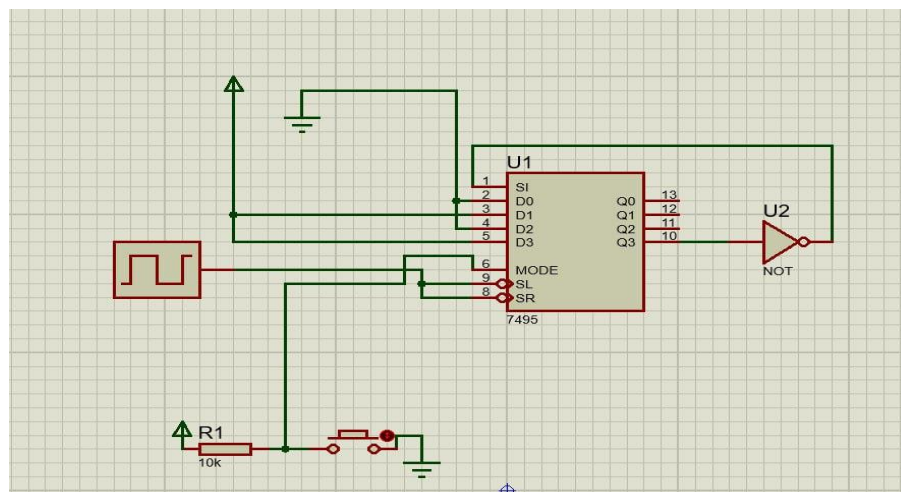 U1
1 SI
2 D0 Q0 13
3 D1 Q1 12
4 D2 Q2 11
5 D3 Q3 10
6 MODE
9 SL
8 SR
7495
U2
NOT
R1
10k